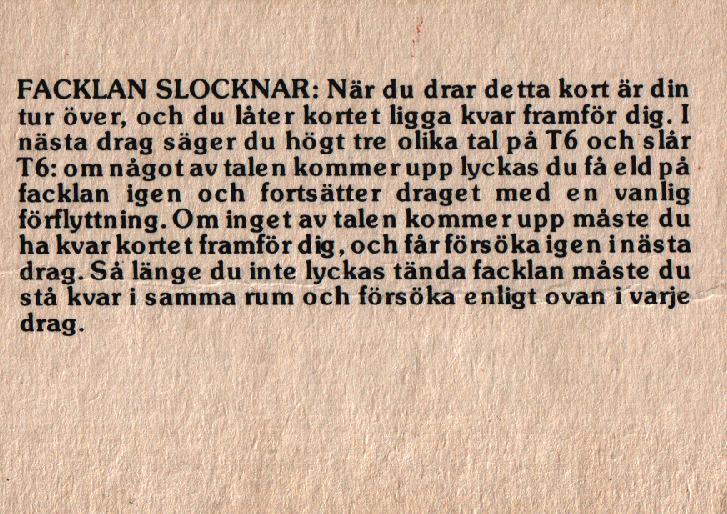 FACKLAN SLOCKNAR: När du drar detta kort är din
tur över, och du låter kortet ligga kvar framför dig. I
nästa drag säger du högt tre olika tal på T6 och slår
T6: om något av talen kommer upp lyckas du få eld på
facklan igen och fortsätter draget med en vanlig
förflyttning. Om inget av talen kommer upp måste du
ha kvar kortet framför dig, och får försöka igen i nästa
drag. Så länge du inte lyckas tända facklan måste du
stå kvar i samma rum och försöka enligt ovan i varje
drag.